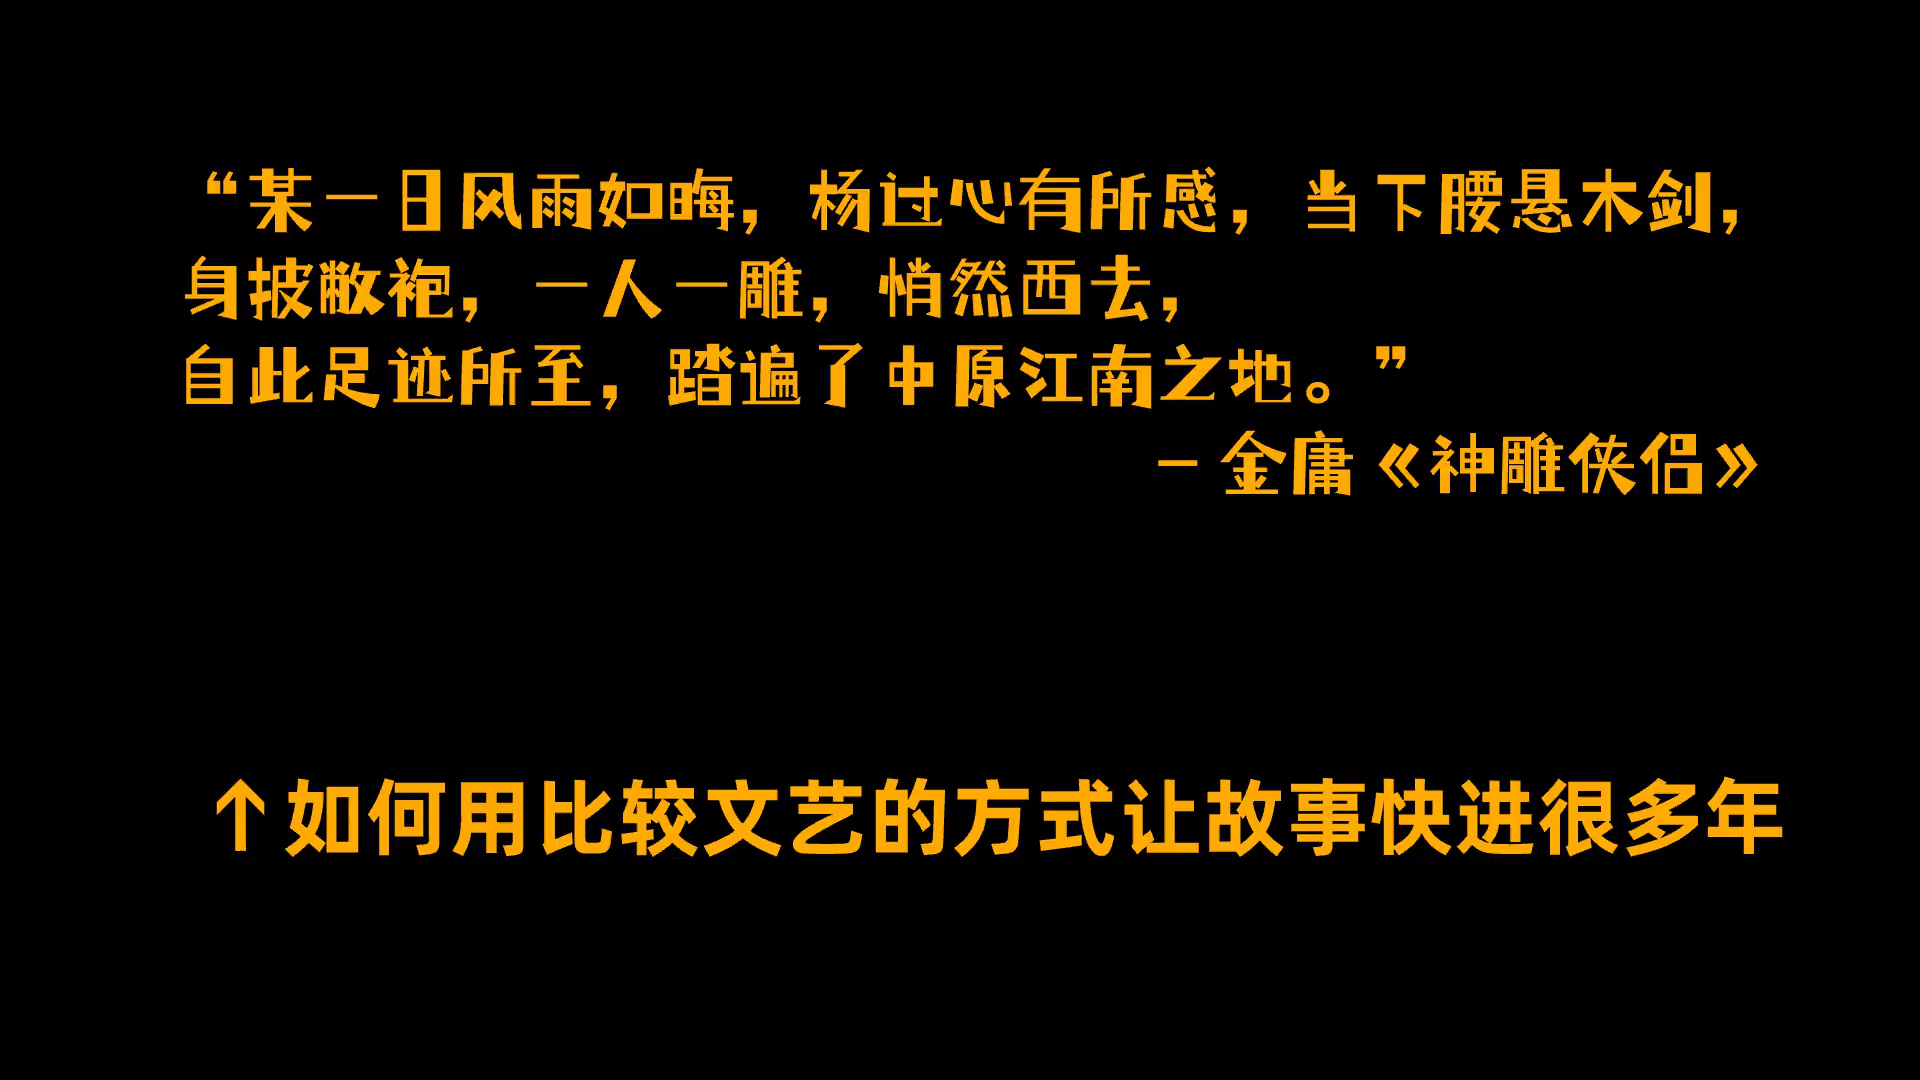 “某一日风雨如晦，杨过心有所感，当下腰悬木剑，
身披敝袍，一人一雕，悄然西去，
自此足迹所至，踏遍了中原江南之地。”
– 金庸《神雕侠侣》
↑如何用比较文艺的方式让故事快进很多年